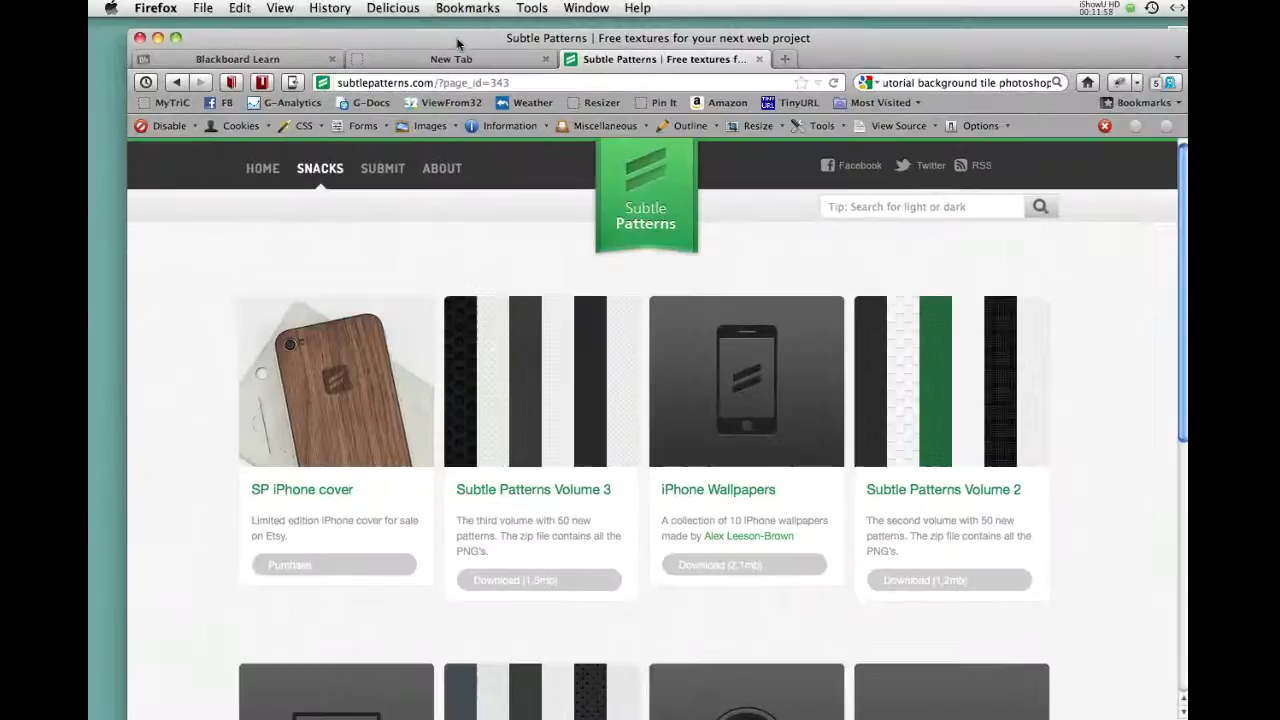 Firefox File Edit View History Delicious Bookmarks Tools Window Help
iShowU HD
00:11:58
Subtle Patterns | Free textures for your next web project
Blackboard Learn
New Tab
Subtle Patterns | Free textures f...
subtlepatterns.com/?page_id=343
utorial background tile photoshop
5
MyTriC FB G-Analytics G-Docs 32 ViewFrom32 Weather Resizer Pin It Amazon TinyURL Most Visited Bookmarks
Disable Cookies CSS Forms Images Information Miscellaneous Outline Resize Tools View Source Options
HOME SNACKS SUBMIT ABOUT
Facebook Twitter RSS
Subtle
Patterns
Tip: Search for light or dark
SP iPhone cover
Limited edition iPhone cover for sale
on Etsy.
Purchase
Subtle Patterns Volume 3
The third volume with 50 new
patterns. The zip file contains all the
PNG's.
Download (1,5mb)
iPhone Wallpapers
A collection of 10 iPhone wallpapers
made by Alex Leeson-Brown
Download (2,1mb)
Subtle Patterns Volume 2
The second volume with 50 new
patterns. The zip file contains all the
PNG's.
Download (1,2mb)